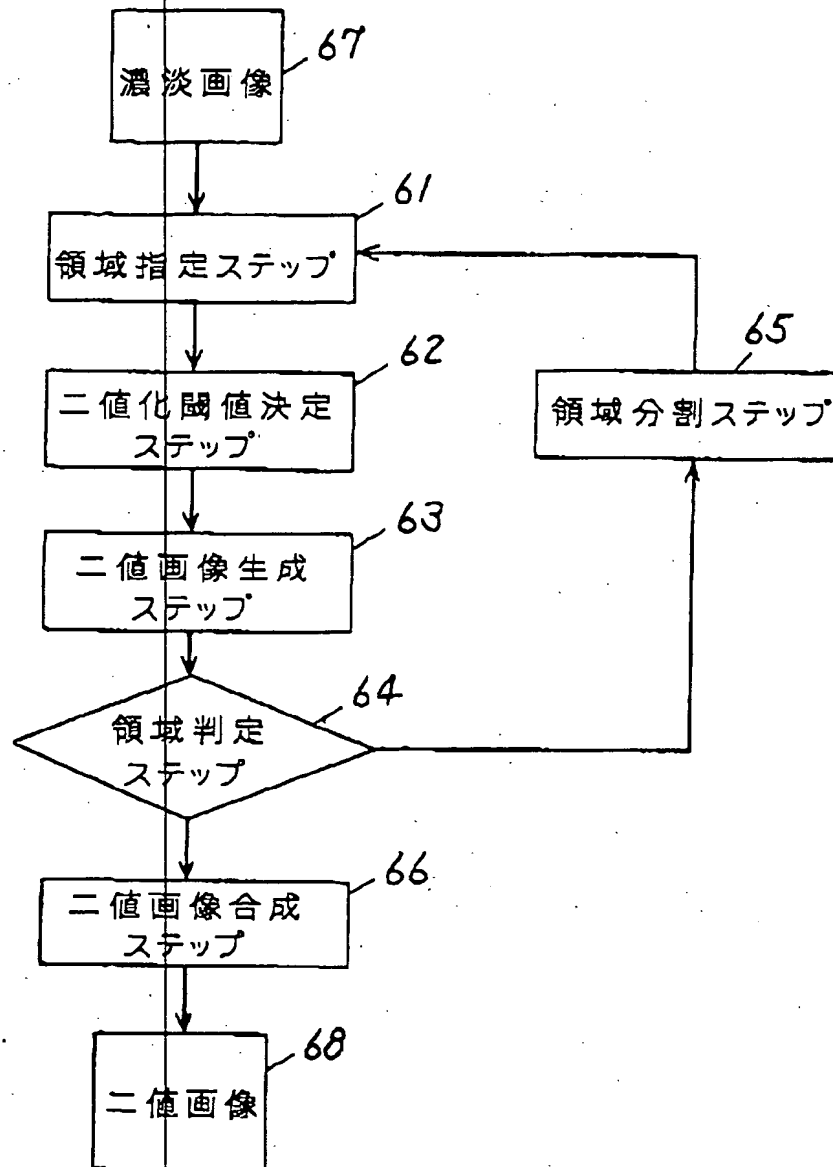 67
濃淡画像
61
領域指定ステップ
65
領域分割ステップ
62
二値化閾値決定
ステップ
63
二値画像生成
ステップ
64
領域判定
ステップ
66
二値画像合成
ステップ
68
二値画像